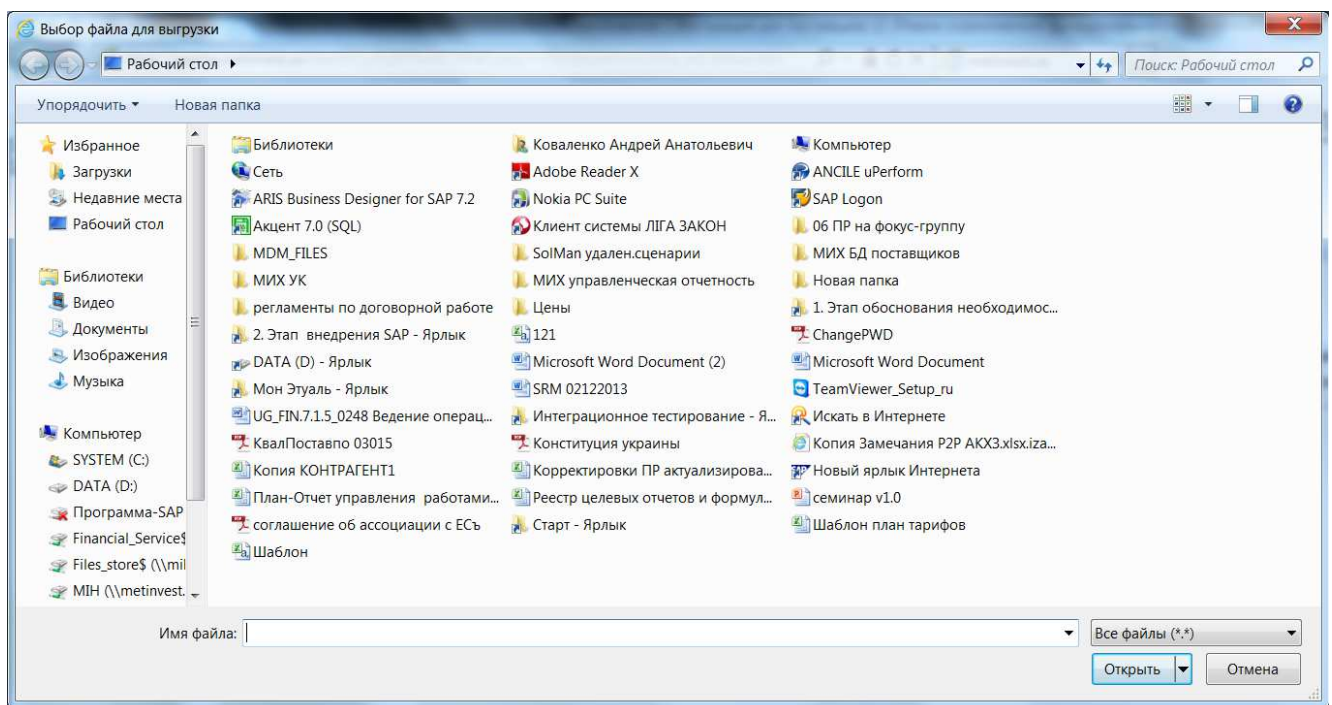 Выбор файла для выгрузки
Рабочий стол
Поиск: Рабочий стол
Упорядочить
Новая папка
Избранное
Загрузки
Недавние места
Рабочий стол
Библиотеки
Видео
Документы
Изображения
Музыка
Компьютер
SYSTEM (C:)
DATA (D:)
Программа-SAP
Financial_Service$
Files_store$ (\\mil
MIH (\\metinvest.
Библиотеки Коваленко Андрей Анатольевич Компьютер
Сеть Adobe Reader X ANCILE uPerform
ARIS Business Designer for SAP 7.2 Nokia PC Suite SAP Logon
Акцент 7.0 (SQL) Клиент системы ЛІГА ЗАКОН 06 ПР на фокус-группу
MDM_FILES SolMan удален.сценарии МИХ БД поставщиков
МИХ УК МИХ управленческая отчетность Новая папка
регламенты по договорной работе Цены 1. Этап обоснования необходимос...
2. Этап  внедрения SAP - Ярлык 121 ChangePWD
DATA (D) - Ярлык Microsoft Word Document (2) Microsoft Word Document
Мон Этуаль - Ярлык SRM 02122013 TeamViewer_Setup_ru
UG_FIN.7.1.5_0248 Ведение операц... Интеграционное тестирование - Я... Искать в Интернете
КвалПоставпо 03015 Конституция украины Копия Замечания P2P АКХЗ.xlsx.iza...
Копия КОНТРАГЕНТ1 Корректировки ПР актуализирова... Новый ярлык Интернета
План-Отчет управления  работами... Реестр целевых отчетов и формул... семинар v1.0
соглашение об ассоциации с ЕСъ Старт - Ярлык Шаблон план тарифов
Шаблон
Имя файла:
Все файлы (*.*)
Открыть Отмена